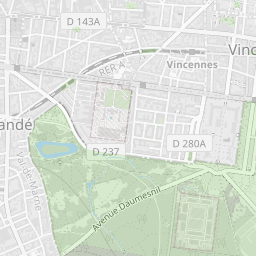 D 143A
Vinc
RER A
Vincennes
andé
D 237
D 280A
Val-de-Marne
Avenue Daumesnil